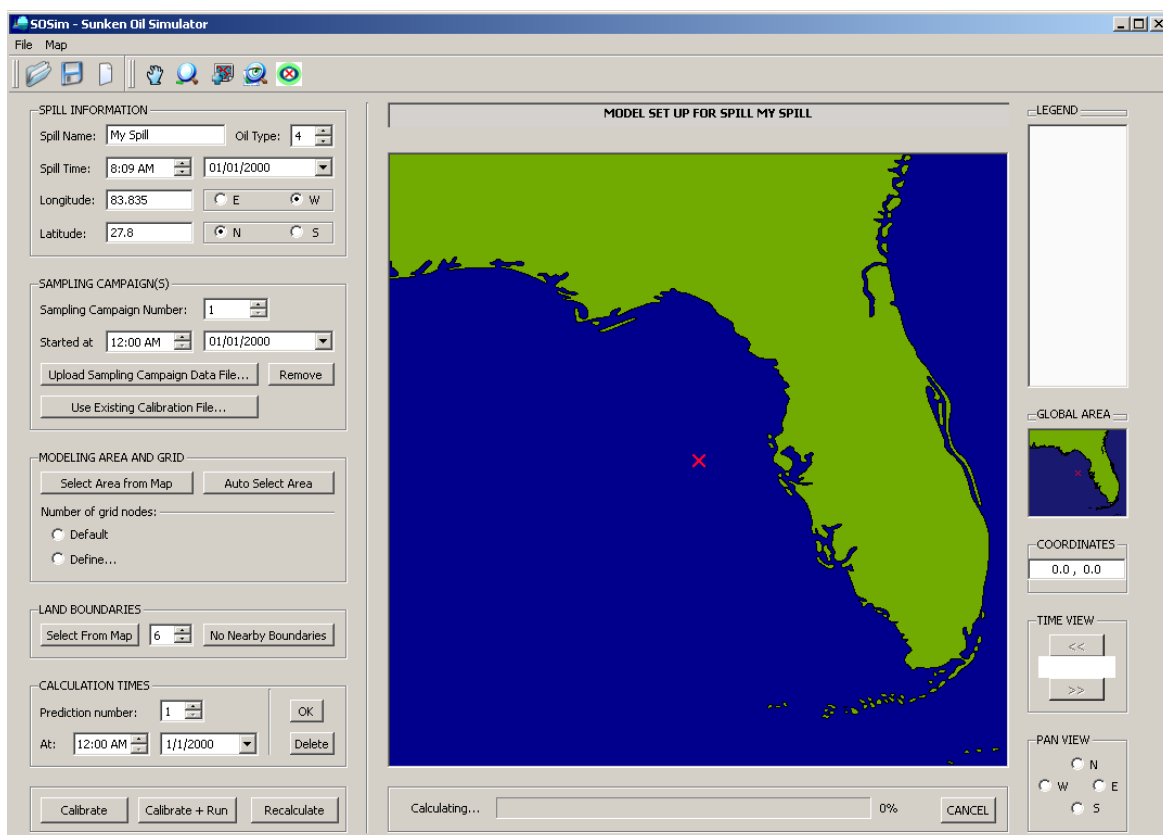 SOSim - Sunken Oil Simulator
File Map
SPILL INFORMATION
Spill Name: My Spill Oil Type: 4
Spill Time: 8:09 AM 01/01/2000
Longitude: 83.835 E W
Latitude: 27.8 N S
SAMPLING CAMPAIGN(S)
Sampling Campaign Number: 1
Started at 12:00 AM 01/01/2000
Upload Sampling Campaign Data File... Remove
Use Existing Calibration File...
MODELING AREA AND GRID
Select Area from Map Auto Select Area
Number of grid nodes:
Default
Define...
LAND BOUNDARIES
Select From Map 6 No Nearby Boundaries
CALCULATION TIMES
Prediction number: 1 OK
At: 12:00 AM 1/1/2000 Delete
Calibrate Calibrate + Run Recalculate
MODEL SET UP FOR SPILL MY SPILL
Calculating... 0% CANCEL
LEGEND
GLOBAL AREA
COORDINATES
0.0 , 0.0
TIME VIEW
<<
>>
PAN VIEW
N
W E
S